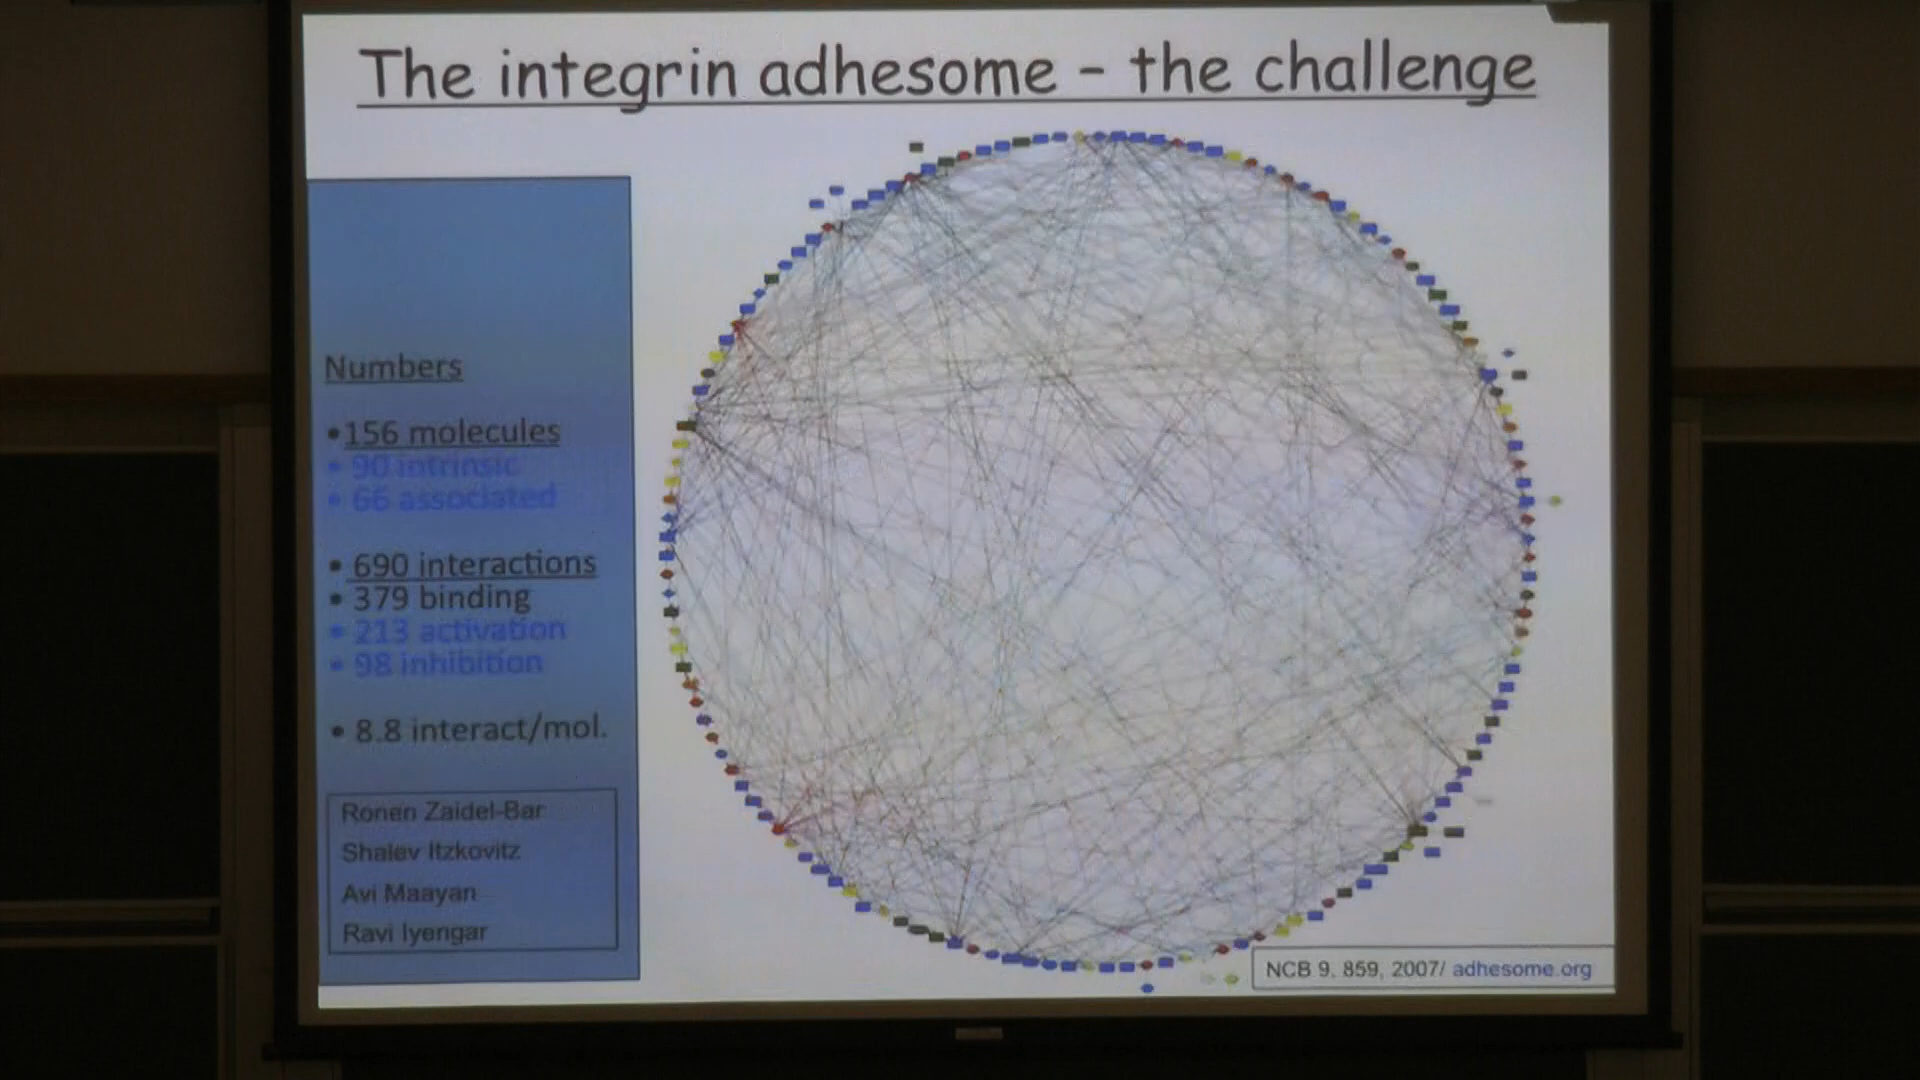 The integrin adhesome – the challenge
Numbers
•156 molecules
• 90 intrinsic
• 66 associated
• 690 interactions
• 379 binding
• 213 activation
• 98 inhibition
• 8.8 interact/mol.
Ronen Zaidel-Bar
Shalev Itzkovitz
Avi Maayan
Ravi Iyengar
NCB 9, 859, 2007/ adhesome.org